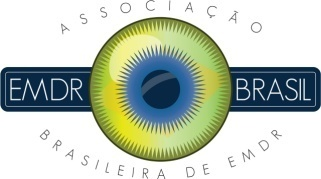 ASSOCIAÇÃO
EMDR BRASIL
BRASILEIRA DE EMDR